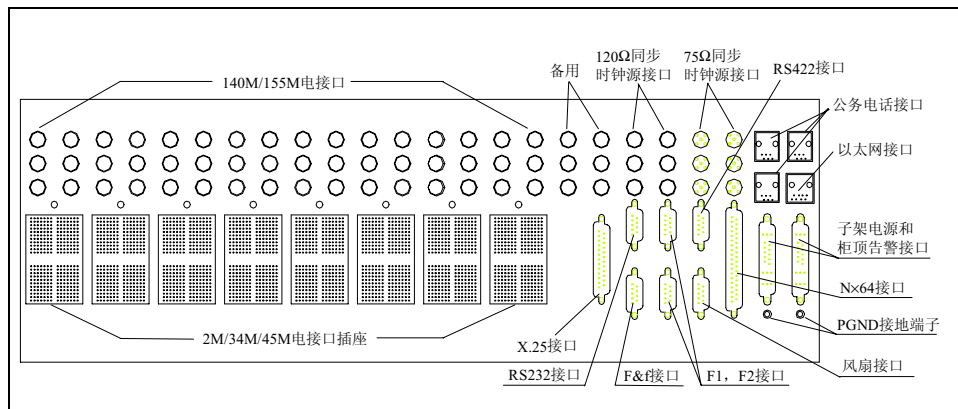 140M/155M电接口
备用
120Ω同步
时钟源接口
75Ω同步
时钟源接口
RS422接口
公务电话接口
以太网接口
子架电源和
柜顶告警接口
N×64接口
PGND接地端子
风扇接口
2M/34M/45M电接口插座
X.25接口
RS232接口
F&f接口
F1，F2接口